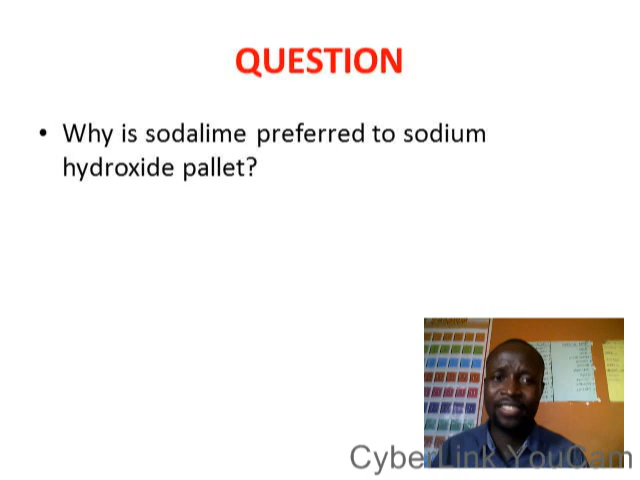 QUESTION
• Why is sodalime preferred to sodium
hydroxide pallet?
CyberLink YouCam